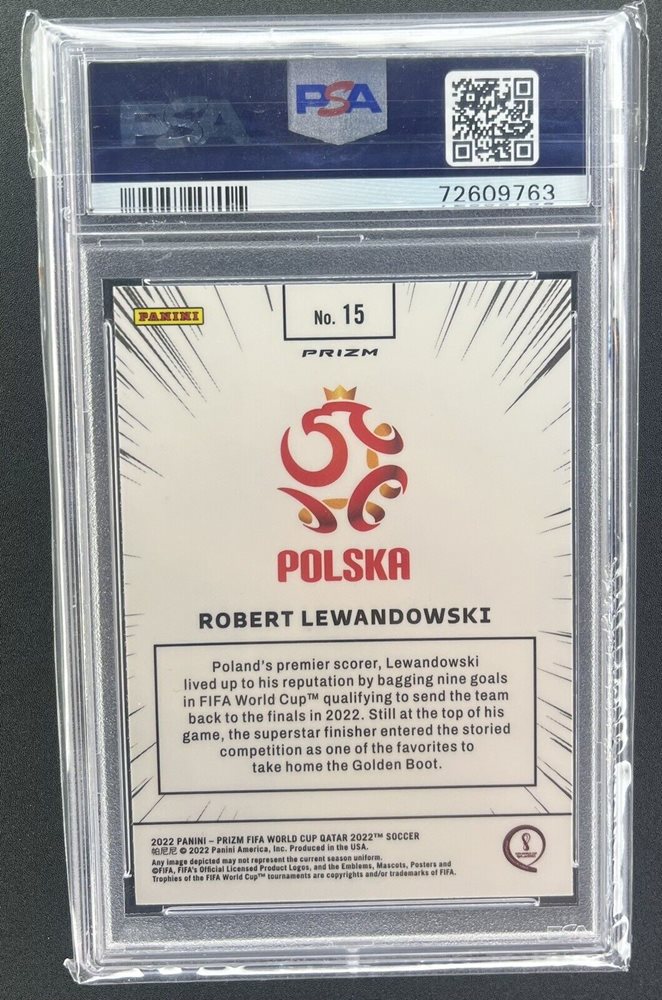 PSA
PSA
72609763
PANINI
No. 15
PRIZM
POLSKA
ROBERT LEWANDOWSKI
Poland's premier scorer, Lewandowski
lived up to his reputation by bagging nine goals
in FIFA World Cup™ qualifying to send the team
back to the finals in 2022. Still at the top of his
game, the superstar finisher entered the storied
competition as one of the favorites to
take home the Golden Boot.
2022 PANINI – PRIZM FIFA WORLD CUP QATAR 2022™ SOCCER
帕尼尼 © 2022 Panini America, Inc. Produced in the USA.
Any image depicted may not represent the current season uniform.
©FIFA, FIFA's Official Licensed Product Logos, and the Emblems, Mascots, Posters and
Trophies of the FIFA World Cup™ tournaments are copyrights and/or trademarks of FIFA.
PSA